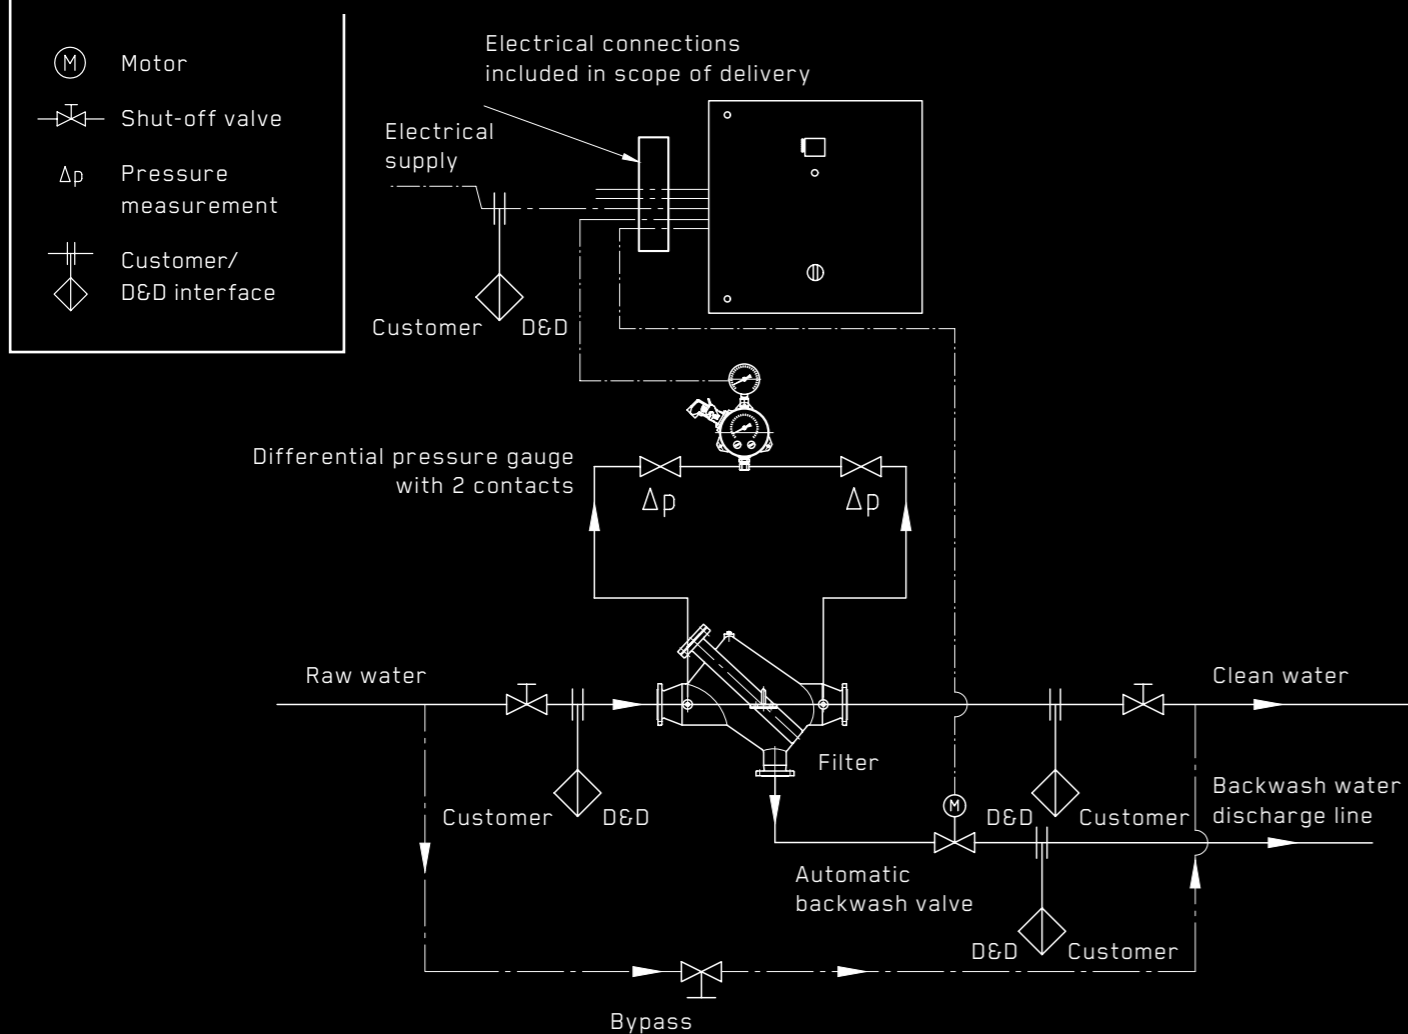 M Motor
Shut-off valve
Δp Pressure
measurement
Customer/
D&D interface
Electrical connections
included in scope of delivery
Electrical
supply
Customer D&D
Differential pressure gauge
with 2 contacts
Δp Δp
Raw water
Clean water
Filter
Customer D&D
M
D&D Customer
Backwash water
discharge line
Automatic
backwash valve
D&D Customer
Bypass